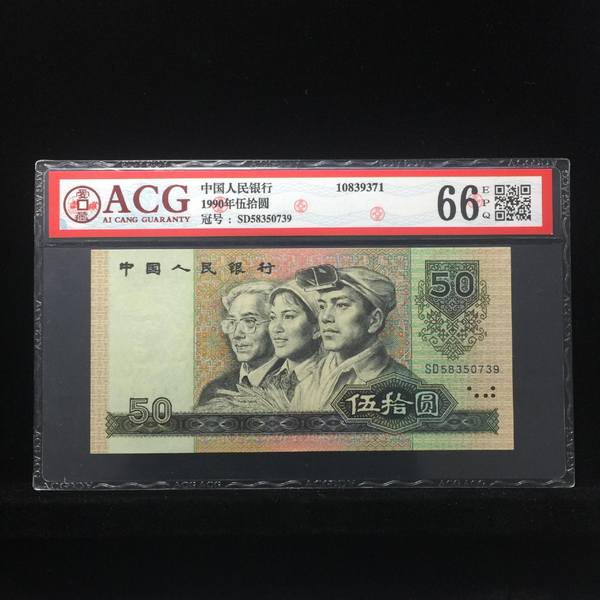 ACG
AI CANG GUARANTY
中国人民银行
1990年伍拾圆
冠号：SD58350739
10839371
66
EPQ
中国人民银行
50
SD58350739
50
伍拾圆